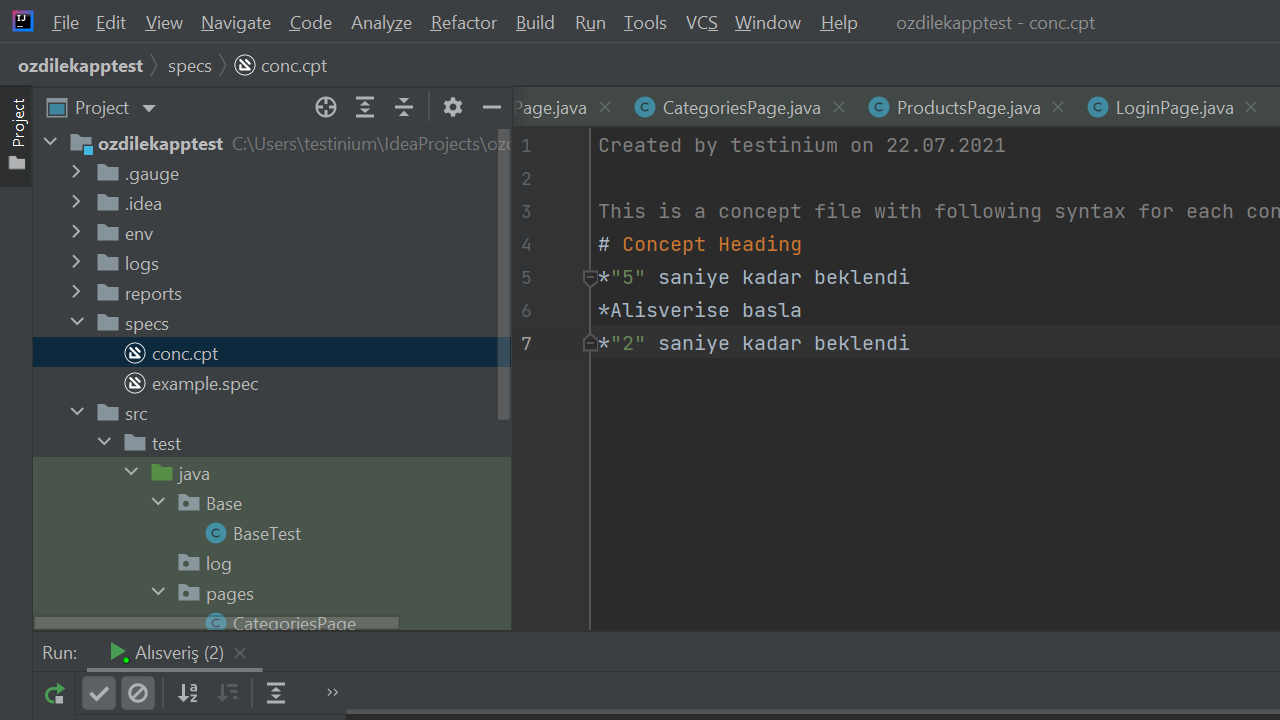 File Edit View Navigate Code Analyze Refactor Build Run Tools VCS Window Help ozdilekapptest - conc.cpt
ozdilekapptest specs conc.cpt
Project
Project
Page.java CategoriesPage.java ProductsPage.java LoginPage.java
ozdilekapptest C:\Users\testinium\IdeaProjects\ozd
.gauge
.idea
env
logs
reports
specs
conc.cpt
example.spec
src
test
java
Base
BaseTest
log
pages
CategoriesPage
1 Created by testinium on 22.07.2021
2
3 This is a concept file with following syntax for each con
4 # Concept Heading
5 *"5" saniye kadar beklendi
6 *Alisverise basla
7 *"2" saniye kadar beklendi
Run: Alısveriş (2)